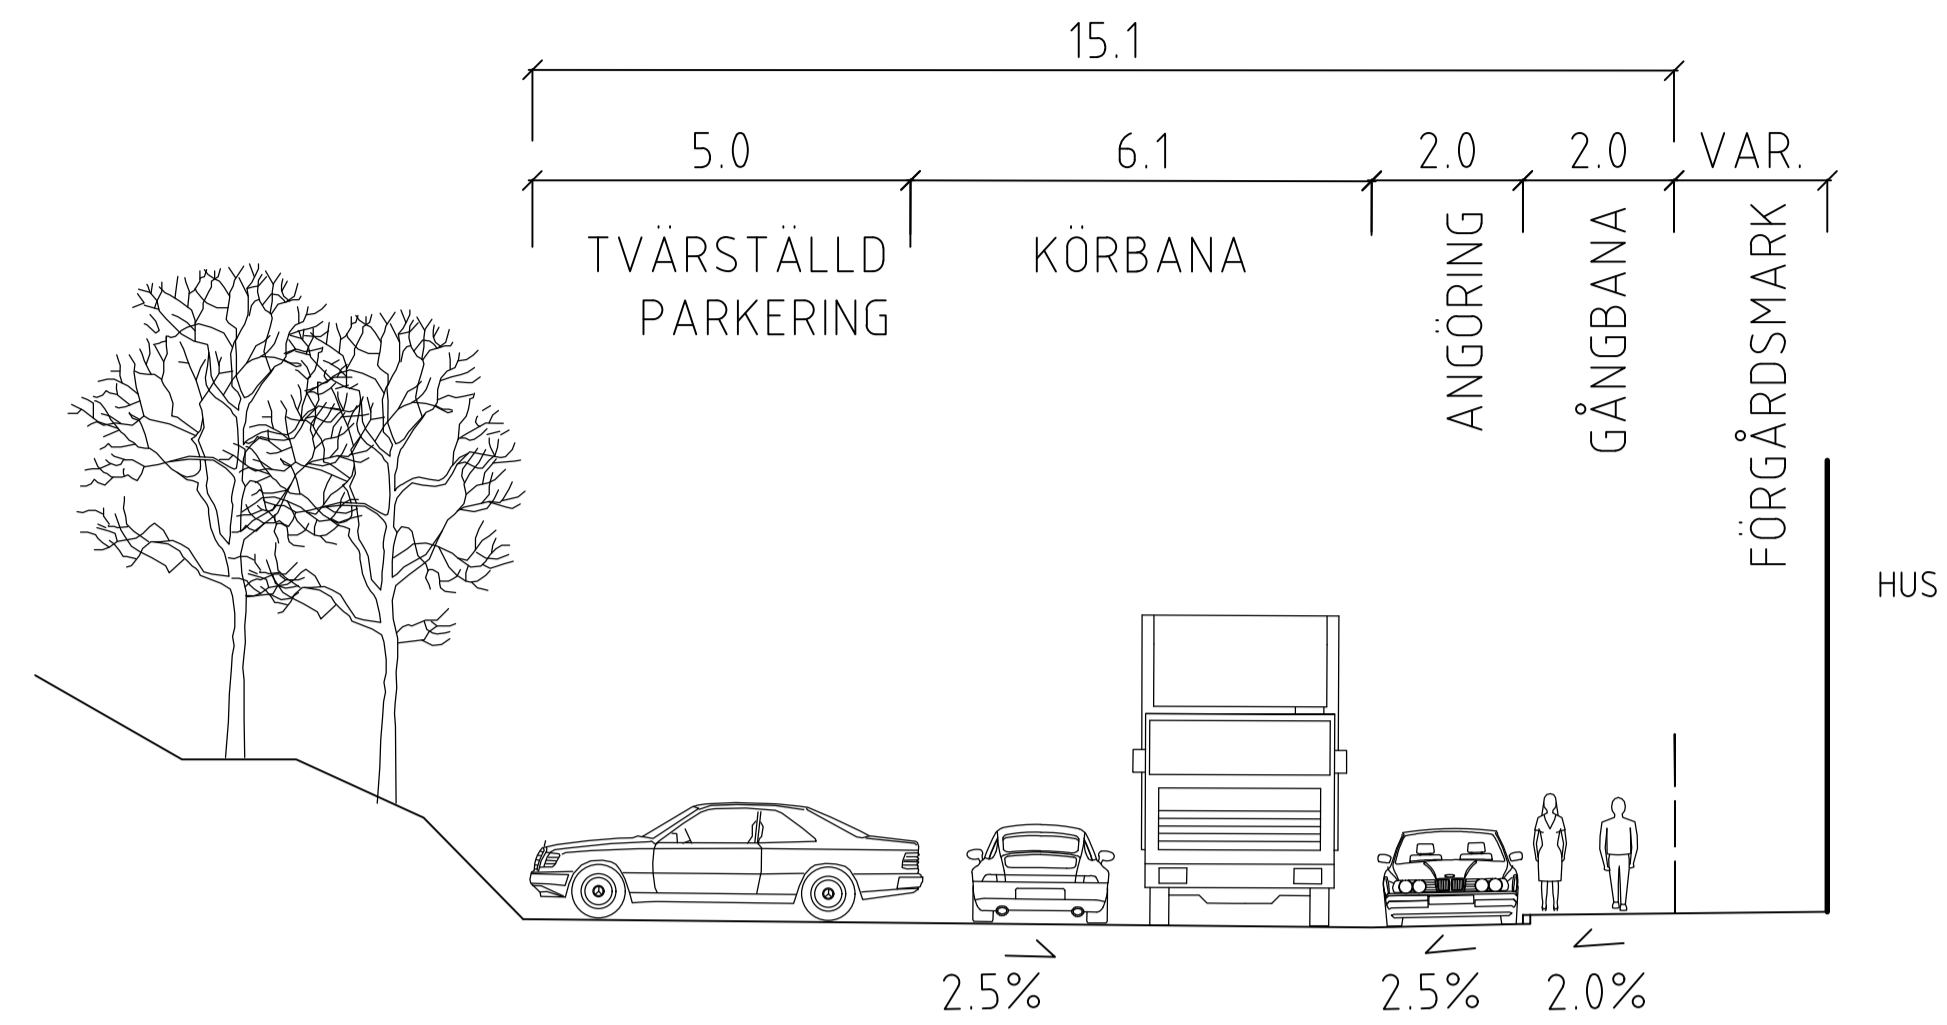 15.1
5.0
6.1
2.0
2.0
VAR.
TVÄRSTÄLLD
PARKERING
KÖRBANA
ANGÖRING
GÅNGBANA
FÖRGÅRDSMARK
HUS
2.5%
2.5%
2.0%